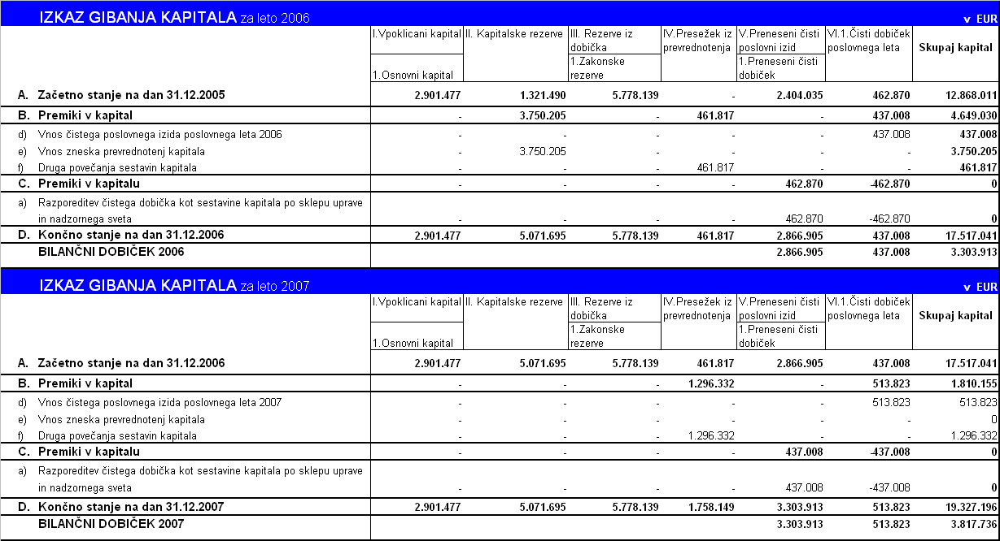 IZKAZ GIBANJA KAPITALA za leto 2006 v EUR
I.Vpoklicani kapital II. Kapitalske rezerve III. Rezerve iz dobička IV.Presežek iz prevrednotenja V.Preneseni čisti poslovni izid VI.1.Čisti dobiček poslovnega leta Skupaj kapital
1.Osnovni kapital 1.Zakonske rezerve 1.Preneseni čisti dobiček
A. Začetno stanje na dan 31.12.2005 2.901.477 1.321.490 5.778.139 - 2.404.035 462.870 12.868.011
B. Premiki v kapital - 3.750.205 - 461.817 - 437.008 4.649.030
d) Vnos čistega poslovnega izida poslovnega leta 2006 - - - - - 437.008 437.008
e) Vnos zneska prevrednotenj kapitala - 3.750.205 - - - - 3.750.205
f) Druga povečanja sestavin kapitala - - - 461.817 - - 461.817
C. Premiki v kapitalu - - - - 462.870 -462.870 0
a) Razporeditev čistega dobička kot sestavine kapitala po sklepu uprave
in nadzornega sveta - - - - 462.870 -462.870 0
D. Končno stanje na dan 31.12.2006 2.901.477 5.071.695 5.778.139 461.817 2.866.905 437.008 17.517.041
BILANČNI DOBIČEK 2006 2.866.905 437.008 3.303.913
IZKAZ GIBANJA KAPITALA za leto 2007 v EUR
I.Vpoklicani kapital II. Kapitalske rezerve III. Rezerve iz dobička IV.Presežek iz prevrednotenja V.Preneseni čisti poslovni izid VI.1.Čisti dobiček poslovnega leta Skupaj kapital
1.Osnovni kapital 1.Zakonske rezerve 1.Preneseni čisti dobiček
A. Začetno stanje na dan 31.12.2006 2.901.477 5.071.695 5.778.139 461.817 2.866.905 437.008 17.517.041
B. Premiki v kapital - - - 1.296.332 - 513.823 1.810.155
d) Vnos čistega poslovnega izida poslovnega leta 2007 - - - - - 513.823 513.823
e) Vnos zneska prevrednotenj kapitala - - - - - - 0
f) Druga povečanja sestavin kapitala - - - 1.296.332 - - 1.296.332
C. Premiki v kapitalu - - - - 437.008 -437.008 0
a) Razporeditev čistega dobička kot sestavine kapitala po sklepu uprave
in nadzornega sveta - - - - 437.008 -437.008 0
D. Končno stanje na dan 31.12.2007 2.901.477 5.071.695 5.778.139 1.758.149 3.303.913 513.823 19.327.196
BILANČNI DOBIČEK 2007 3.303.913 513.823 3.817.736